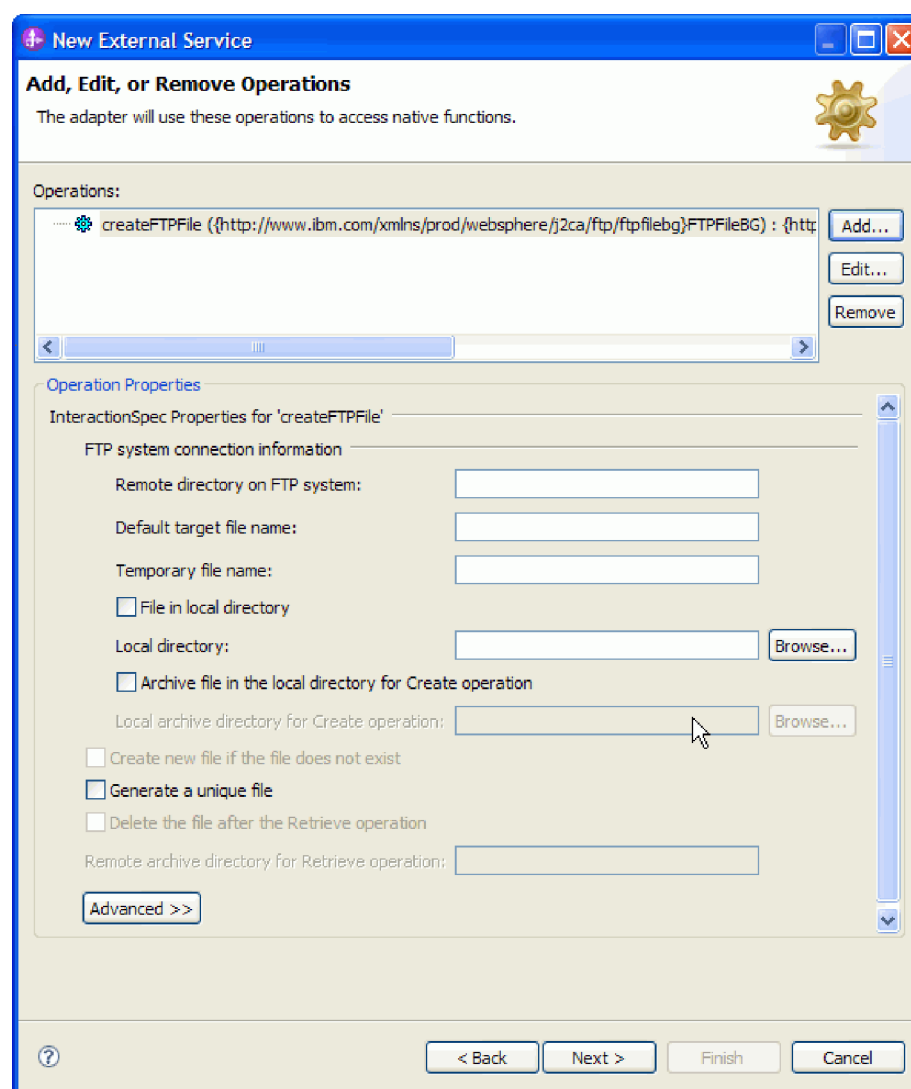 New External Service
Add, Edit, or Remove Operations
The adapter will use these operations to access native functions.
Operations:
createFTPFile ({http://www.ibm.com/xmlns/prod/websphere/j2ca/ftp/ftpfilebg}FTPFileBG) : {http
Add...
Edit...
Remove
Operation Properties
InteractionSpec Properties for 'createFTPFile'
FTP system connection information
Remote directory on FTP system:
Default target file name:
Temporary file name:
File in local directory
Local directory:
Browse...
Archive file in the local directory for Create operation
Local archive directory for Create operation:
Browse...
Create new file if the file does not exist
Generate a unique file
Delete the file after the Retrieve operation
Remote archive directory for Retrieve operation:
Advanced >>
? < Back Next > Finish Cancel